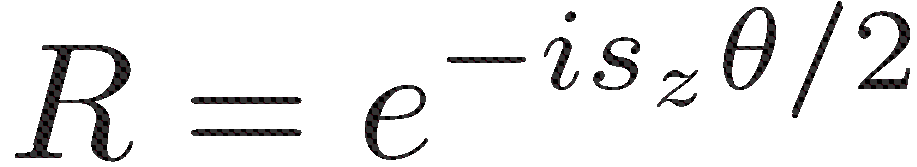 R = e^{-is_zθ/2}